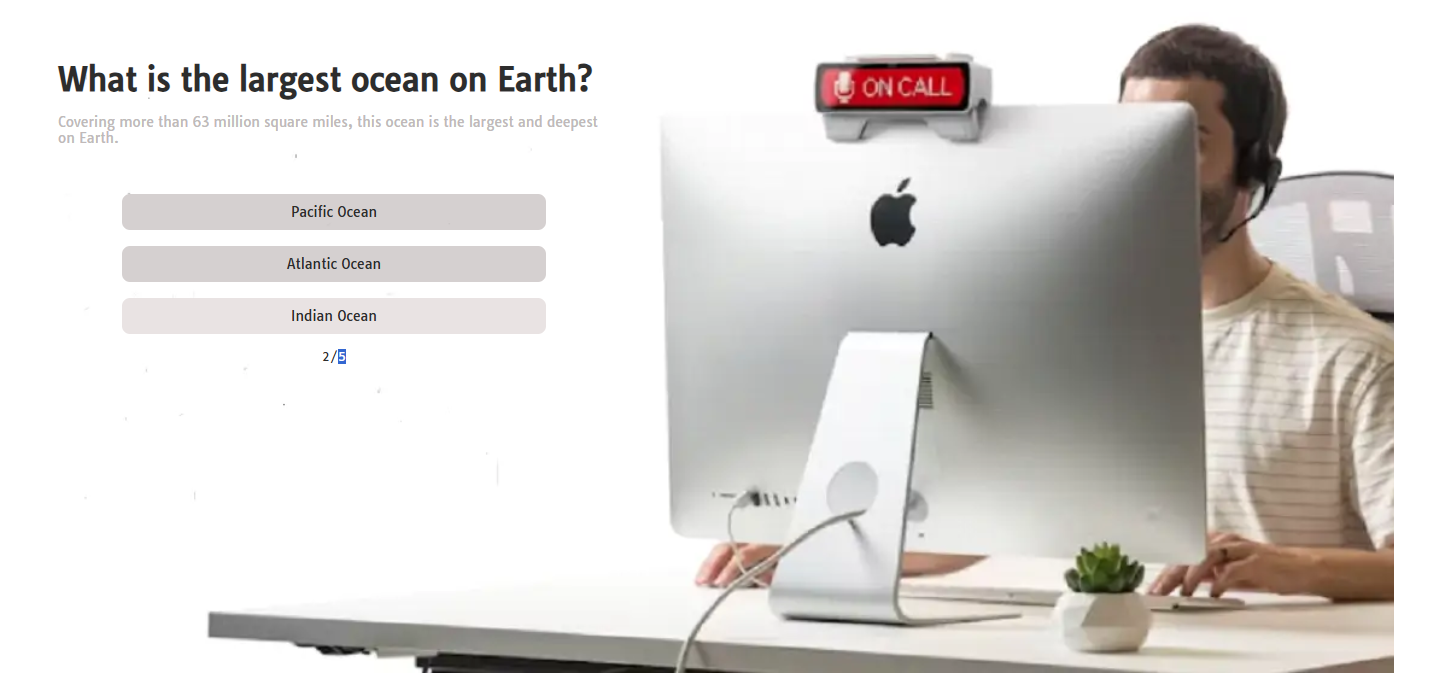 What is the largest ocean on Earth?
Covering more than 63 million square miles, this ocean is the largest and deepest
on Earth.
Pacific Ocean
Atlantic Ocean
Indian Ocean
2/5
ON CALL